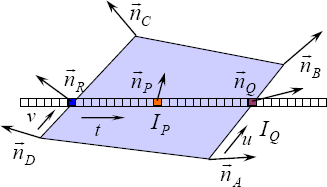 n⃗_C
n⃗_R n⃗_P n⃗_Q n⃗_B
v t I_P u I_Q
n⃗_D n⃗_A